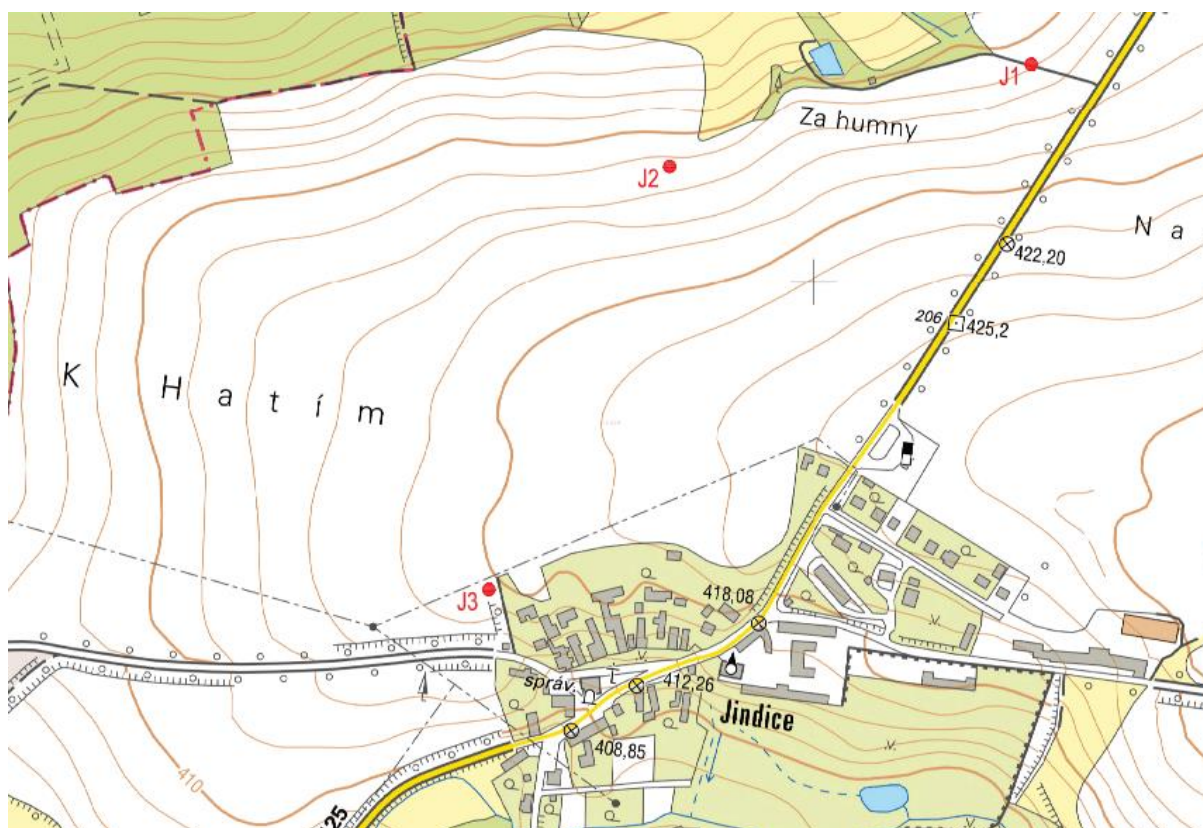 J1
Za humny
J2
N a
422,20
206
425,2
K H a t í m
418,08
J3
správ.
412,26
Jindice
408,85
410
25